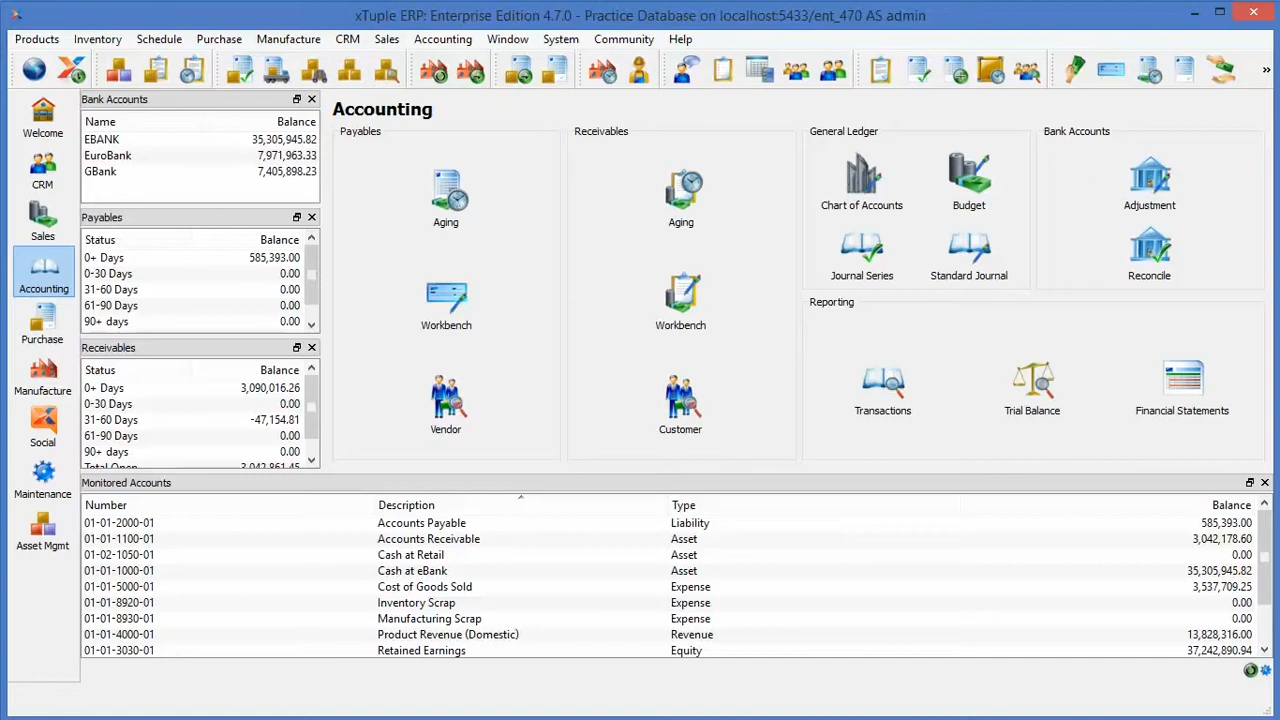 xTuple ERP: Enterprise Edition 4.7.0 - Practice Database on localhost:5433/ent_470 AS admin
Products Inventory Schedule Purchase Manufacture CRM Sales Accounting Window System Community Help
»
Welcome
CRM
Sales
Accounting
Purchase
Manufacture
Social
Maintenance
Asset Mgmt
Bank Accounts
Name Balance
EBANK 35,305,945.82
EuroBank 7,971,963.33
GBank 7,405,898.23
Payables
Status Balance
0+ Days 585,393.00
0-30 Days 0.00
31-60 Days 0.00
61-90 Days 0.00
90+ days 0.00
Receivables
Status Balance
0+ Days 3,090,016.26
0-30 Days 0.00
31-60 Days -47,154.81
61-90 Days 0.00
90+ days 0.00
Total Open 3,042,861.45
Accounting
Payables
Aging
Workbench
Vendor
Receivables
Aging
Workbench
Customer
General Ledger
Chart of Accounts Budget
Journal Series Standard Journal
Bank Accounts
Adjustment
Reconcile
Reporting
Transactions Trial Balance Financial Statements
Monitored Accounts
Number Description Type Balance
01-01-2000-01 Accounts Payable Liability 585,393.00
01-01-1100-01 Accounts Receivable Asset 3,042,178.60
01-02-1050-01 Cash at Retail Asset 0.00
01-01-1000-01 Cash at eBank Asset 35,305,945.82
01-01-5000-01 Cost of Goods Sold Expense 3,537,709.25
01-01-8920-01 Inventory Scrap Expense 0.00
01-01-8930-01 Manufacturing Scrap Expense 0.00
01-01-4000-01 Product Revenue (Domestic) Revenue 13,828,316.00
01-01-3030-01 Retained Earnings Equity 37,242,890.94